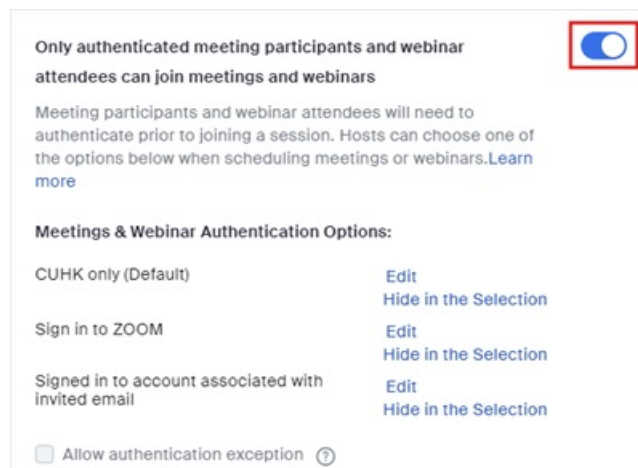 Only authenticated meeting participants and webinar
attendees can join meetings and webinars
Meeting participants and webinar attendees will need to
authenticate prior to joining a session. Hosts can choose one of
the options below when scheduling meetings or webinars.Learn
more
Meetings & Webinar Authentication Options:
CUHK only (Default)
Edit
Hide in the Selection
Sign in to ZOOM
Edit
Hide in the Selection
Signed in to account associated with
invited email
Edit
Hide in the Selection
Allow authentication exception ?